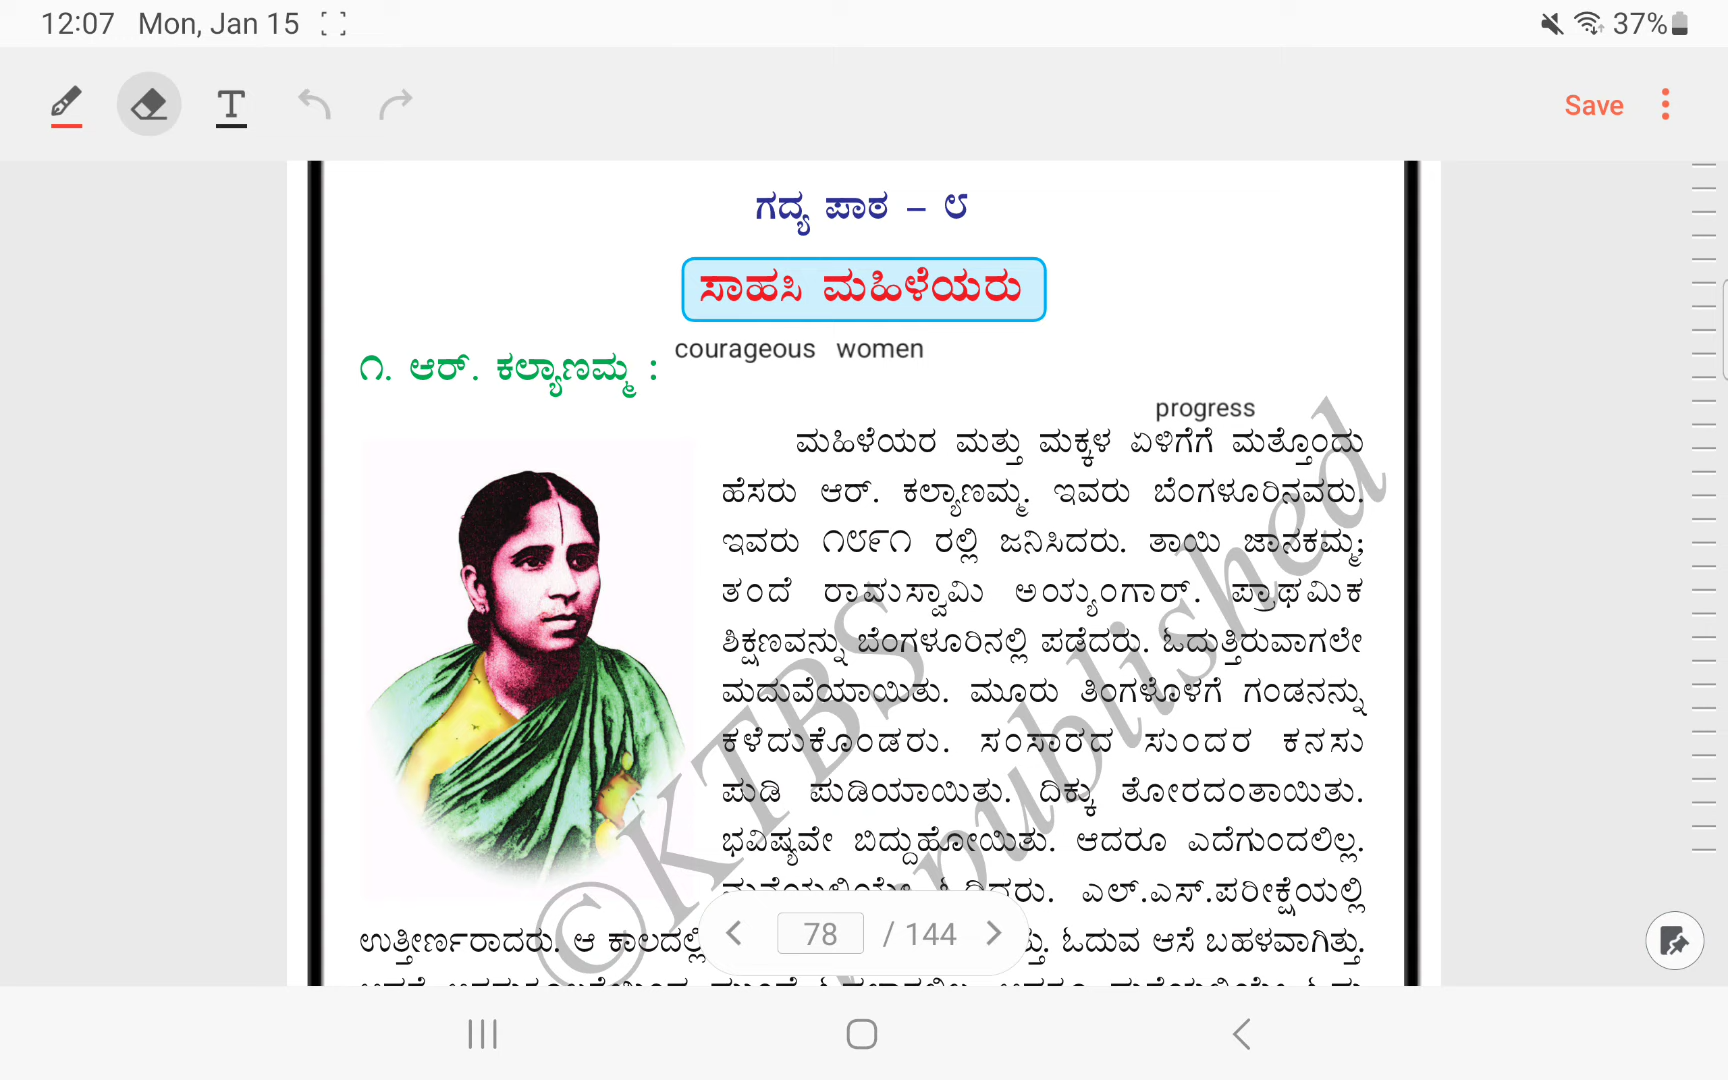 12:07 Mon, Jan 15 37%
T Save
ಗದ್ಯ ಪಾಠ – ೮
ಸಾಹಸಿ ಮಹಿಳೆಯರು
courageous women
೧. ಆರ್. ಕಲ್ಯಾಣಮ್ಮ :
progress
ಮಹಿಳೆಯರ ಮತ್ತು ಮಕ್ಕಳ ಏಳಿಗೆಗೆ ಮತ್ತೊಂದು
ಹೆಸರು ಆರ್. ಕಲ್ಯಾಣಮ್ಮ. ಇವರು ಬೆಂಗಳೂರಿನವರು.
ಇವರು ೧೮೯೧ ರಲ್ಲಿ ಜನಿಸಿದರು. ತಾಯಿ ಜಾನಕಮ್ಮ;
ತಂದೆ ರಾಮಸ್ವಾಮಿ ಅಯ್ಯಂಗಾರ್. ಪ್ರಾಥಮಿಕ
ಶಿಕ್ಷಣವನ್ನು ಬೆಂಗಳೂರಿನಲ್ಲಿ ಪಡೆದರು. ಓದುತ್ತಿರುವಾಗಲೇ
ಮದುವೆಯಾಯಿತು. ಮೂರು ತಿಂಗಳೊಳಗೆ ಗಂಡನನ್ನು
ಕಳೆದುಕೊಂಡರು. ಸಂಸಾರದ ಸುಂದರ ಕನಸು
ಪುಡಿ ಪುಡಿಯಾಯಿತು. ದಿಕ್ಕು ತೋರದಂತಾಯಿತು.
ಭವಿಷ್ಯವೇ ಬಿದ್ದುಹೋಯಿತು. ಆದರೂ ಎದೆಗುಂದಲಿಲ್ಲ.
ಎಲ್.ಎಸ್.ಪರೀಕ್ಷೆಯಲ್ಲಿ
ಉತ್ತೀರ್ಣರಾದರು. ಆ ಕಾಲದಲ್ಲಿ ಓದುವ ಆಸೆ ಬಹಳವಾಗಿತ್ತು.
©KTBS
published
78 / 144